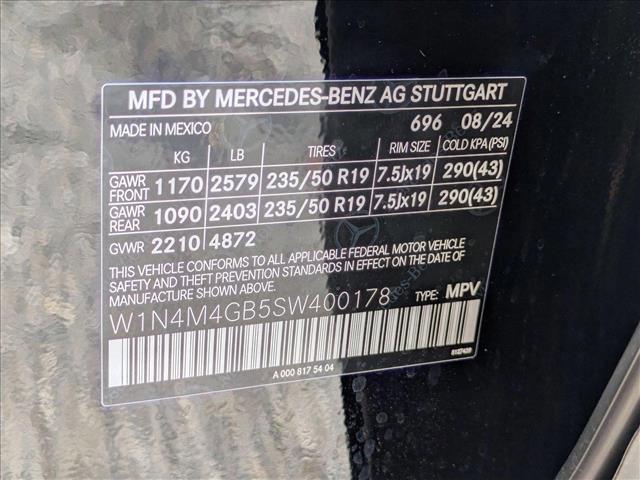 MFD BY MERCEDES-BENZ AG STUTTGART
MADE IN MEXICO 696 08/24
KG LB TIRES RIM SIZE COLD KPA (PSI)
GAWR FRONT 1170 2579 235/50 R19 7.5Jx19 290(43)
GAWR REAR 1090 2403 235/50 R19 7.5Jx19 290(43)
GVWR 2210 4872
THIS VEHICLE CONFORMS TO ALL APPLICABLE FEDERAL MOTOR VEHICLE
SAFETY AND THEFT PREVENTION STANDARDS IN EFFECT ON THE DATE
OF MANUFACTURE SHOWN ABOVE.
W1N4M4GB5SW400178 TYPE: MPV
A 000 817 54 04